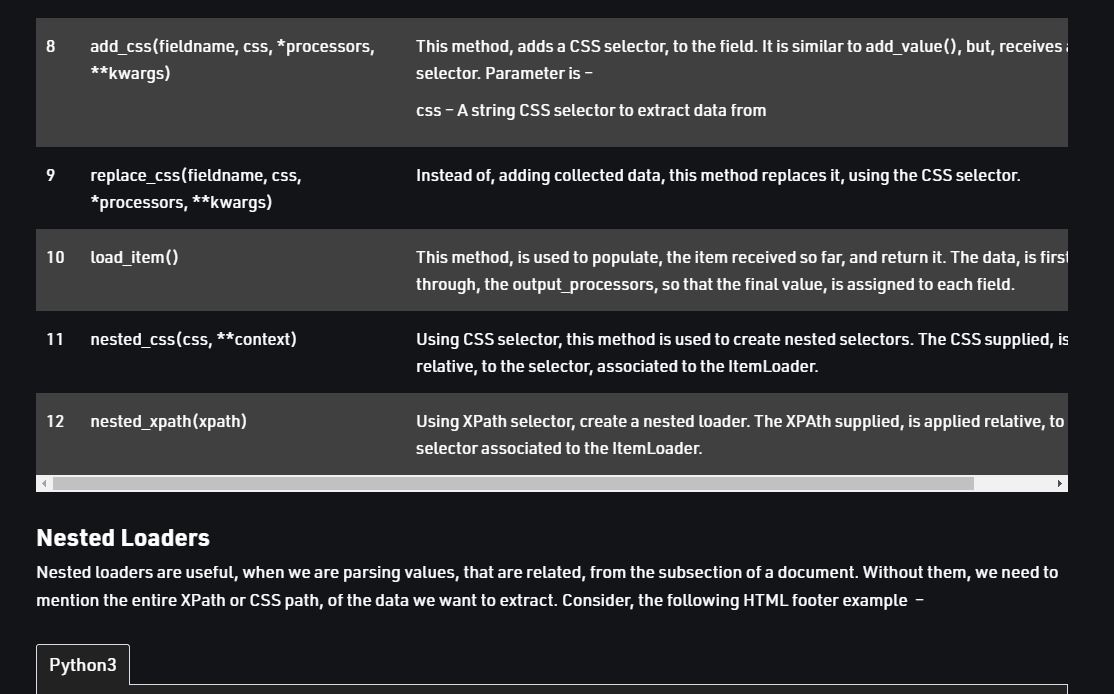 8 add_css(fieldname, css, *processors, This method, adds a CSS selector, to the field. It is similar to add_value(), but, receives
**kwargs) selector. Parameter is –
css – A string CSS selector to extract data from
9 replace_css(fieldname, css, Instead of, adding collected data, this method replaces it, using the CSS selector.
*processors, **kwargs)
10 load_item() This method, is used to populate, the item received so far, and return it. The data, is first
through, the output_processors, so that the final value, is assigned to each field.
11 nested_css(css, **context) Using CSS selector, this method is used to create nested selectors. The CSS supplied, is
relative, to the selector, associated to the ItemLoader.
12 nested_xpath(xpath) Using XPath selector, create a nested loader. The XPAth supplied, is applied relative, to
selector associated to the ItemLoader.
Nested Loaders
Nested loaders are useful, when we are parsing values, that are related, from the subsection of a document. Without them, we need to
mention the entire XPath or CSS path, of the data we want to extract. Consider, the following HTML footer example –
Python3